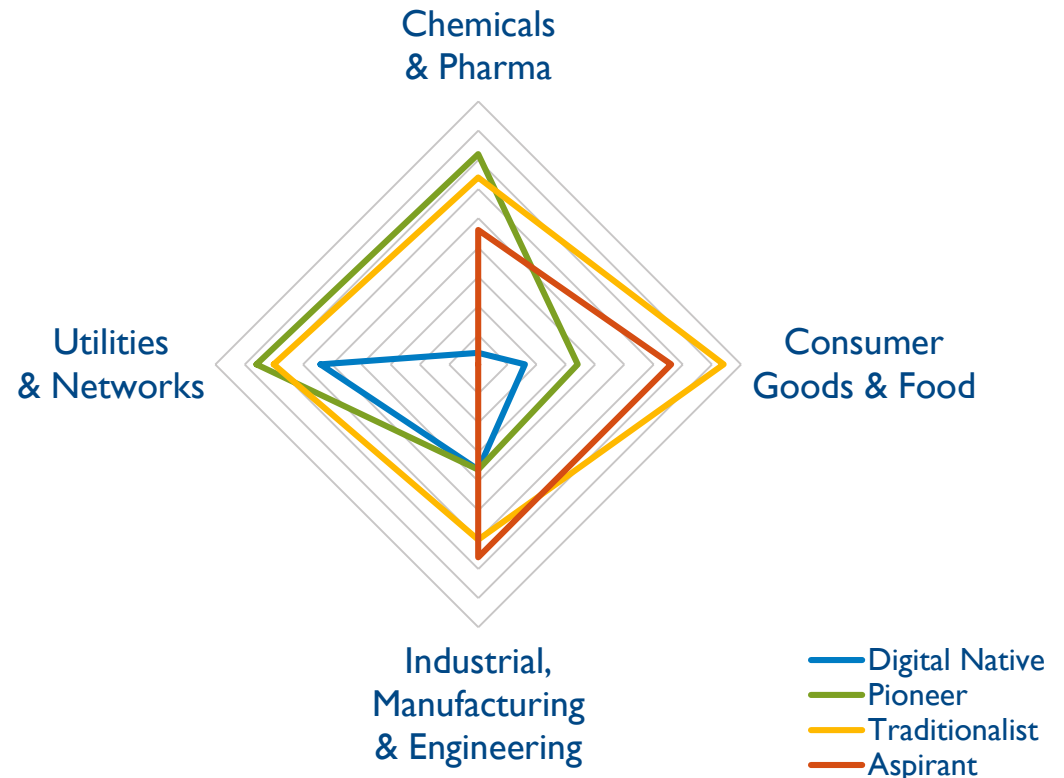 Chemicals
& Pharma
Utilities
& Networks
Consumer
Goods & Food
Industrial,
Manufacturing
& Engineering
Digital Native
Pioneer
Traditionalist
Aspirant